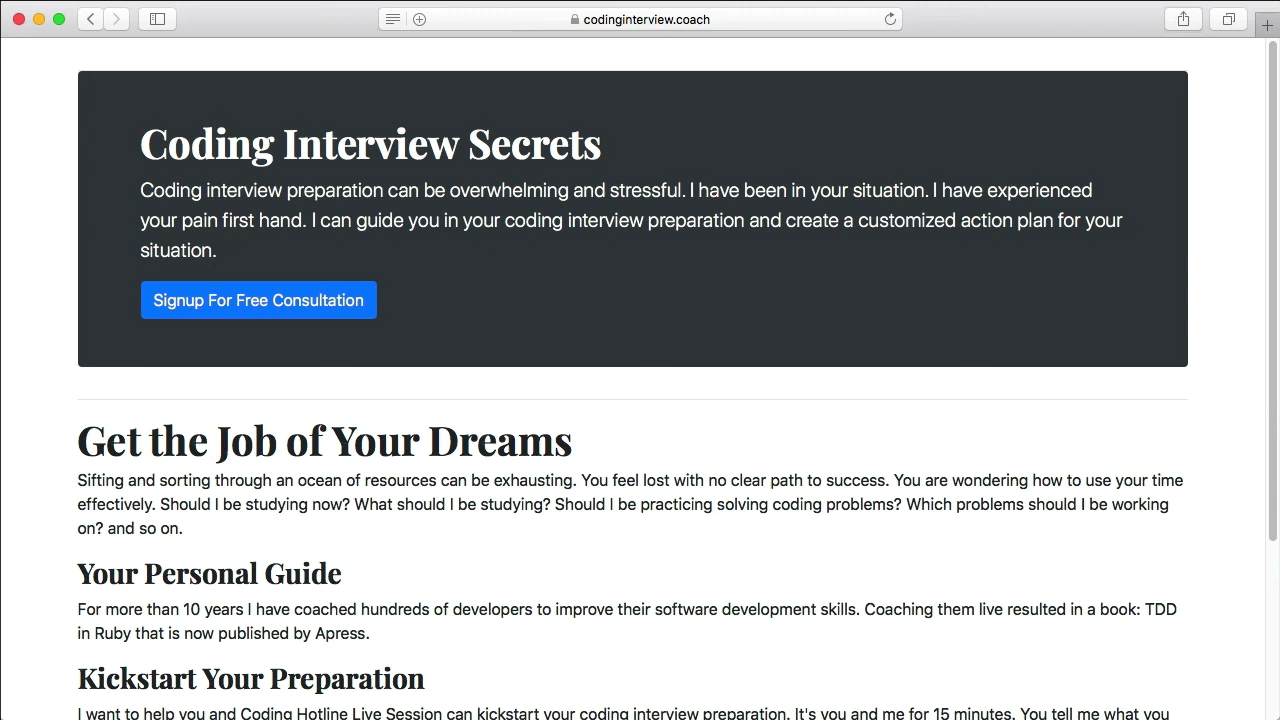 codinginterview.coach
Coding Interview Secrets
Coding interview preparation can be overwhelming and stressful. I have been in your situation. I have experienced
your pain first hand. I can guide you in your coding interview preparation and create a customized action plan for your
situation.
Signup For Free Consultation
Get the Job of Your Dreams
Sifting and sorting through an ocean of resources can be exhausting. You feel lost with no clear path to success. You are wondering how to use your time
effectively. Should I be studying now? What should I be studying? Should I be practicing solving coding problems? Which problems should I be working
on? and so on.
Your Personal Guide
For more than 10 years I have coached hundreds of developers to improve their software development skills. Coaching them live resulted in a book: TDD
in Ruby that is now published by Apress.
Kickstart Your Preparation
I want to help you and Coding Hotline Live Session can kickstart your coding interview preparation. It's you and me for 15 minutes. You tell me what you